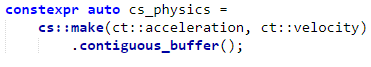 constexpr auto cs_physics =
    cs::make(ct::acceleration, ct::velocity)
        .contiguous_buffer();